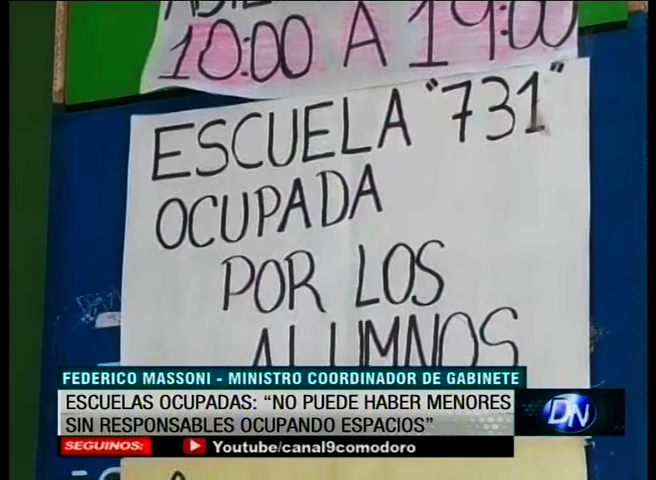 10:00 A 19:00
ESCUELA "731"
OCUPADA
POR LOS
ALUMNOS
FEDERICO MASSONI - MINISTRO COORDINADOR DE GABINETE
ESCUELAS OCUPADAS: “NO PUEDE HABER MENORES
SIN RESPONSABLES OCUPANDO ESPACIOS”
DN
SEGUINOS: Youtube/canal9comodoro